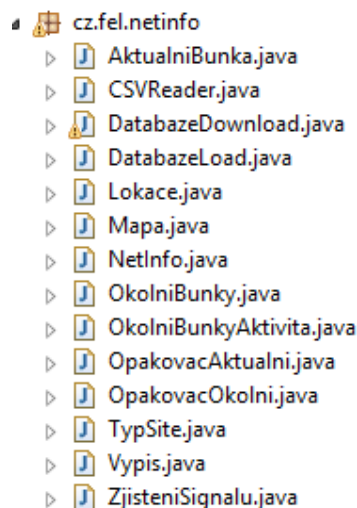 cz.fel.netinfo
AktualniBunka.java
CSVReader.java
DatabazeDownload.java
DatabazeLoad.java
Lokace.java
Mapa.java
NetInfo.java
OkolniBunky.java
OkolniBunkyAktivita.java
OpakovacAktualni.java
OpakovacOkolni.java
TypSite.java
Vypis.java
ZjisteniSignalu.java